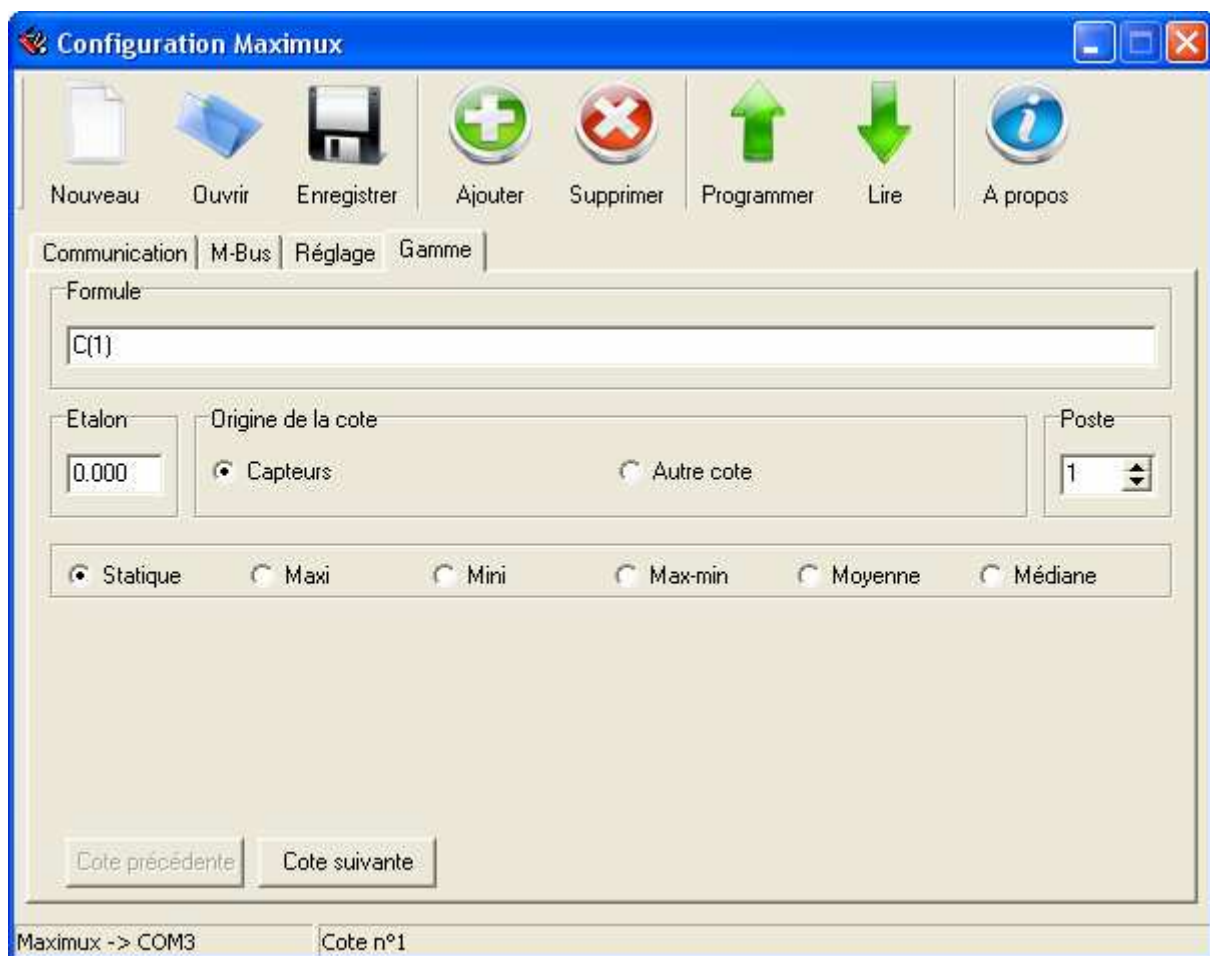 Configuration Maximux
Nouveau Ouvrir Enregistrer Ajouter Supprimer Programmer Lire A propos
Communication M-Bus Réglage Gamme
Formule
C(1)
Etalon Origine de la cote Poste
0.000 Capteurs Autre cote 1
Statique Maxi Mini Max-min Moyenne Médiane
Cote précédente Cote suivante
Maximux -> COM3 Cote n°1